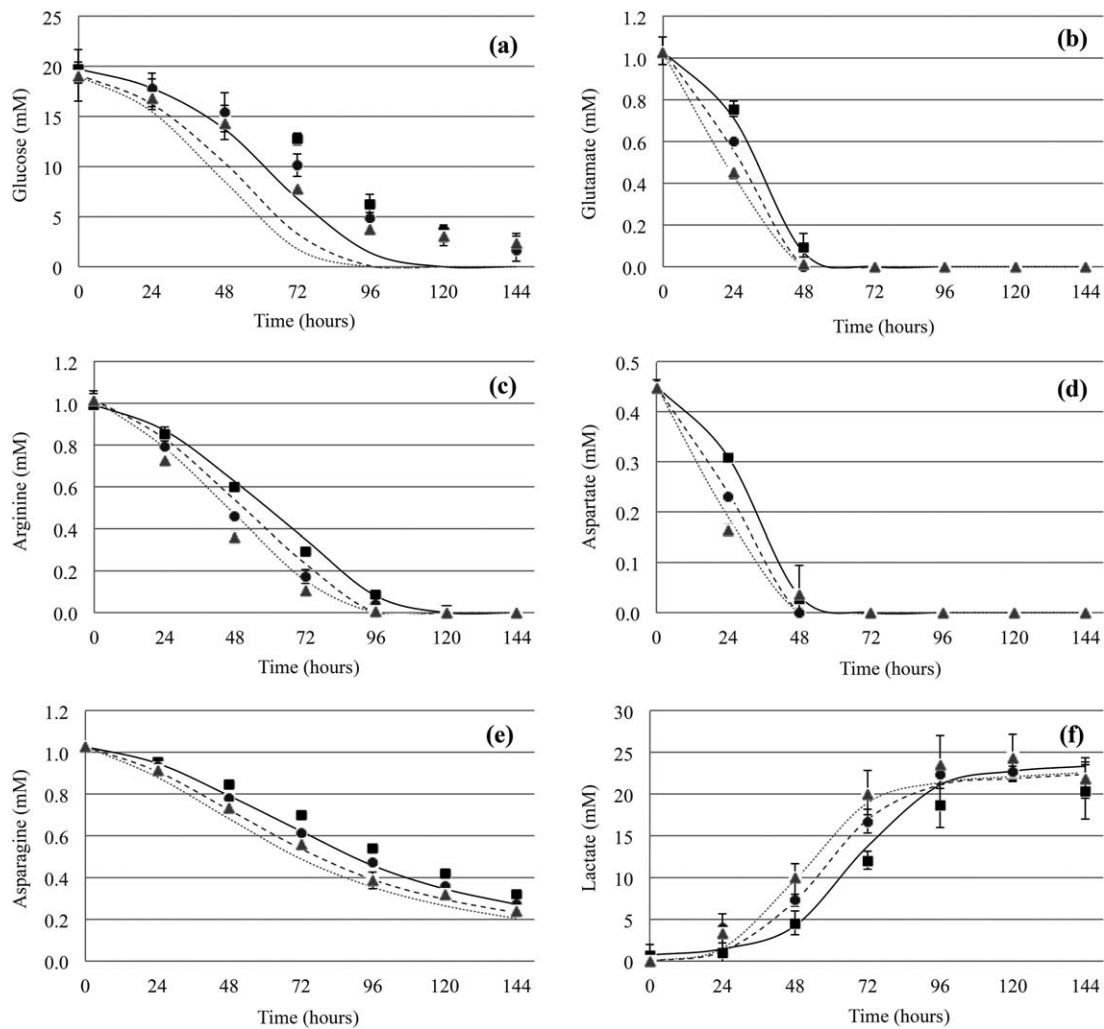 (a)
Glucose (mM)
25
20
15
10
5
0
0 24 48 72 96 120 144
Time (hours)
(b)
Glutamate (mM)
1.2
1.0
0.8
0.6
0.4
0.2
0.0
0 24 48 72 96 120 144
Time (hours)
(c)
Arginine (mM)
1.2
1.0
0.8
0.6
0.4
0.2
0.0
0 24 48 72 96 120 144
Time (hours)
(d)
Aspartate (mM)
0.5
0.4
0.3
0.2
0.1
0.0
0 24 48 72 96 120 144
Time (hours)
(e)
Asparagine (mM)
1.2
1.0
0.8
0.6
0.4
0.2
0.0
0 24 48 72 96 120 144
Time (hours)
(f)
Lactate (mM)
30
25
20
15
10
5
0
0 24 48 72 96 120 144
Time (hours)